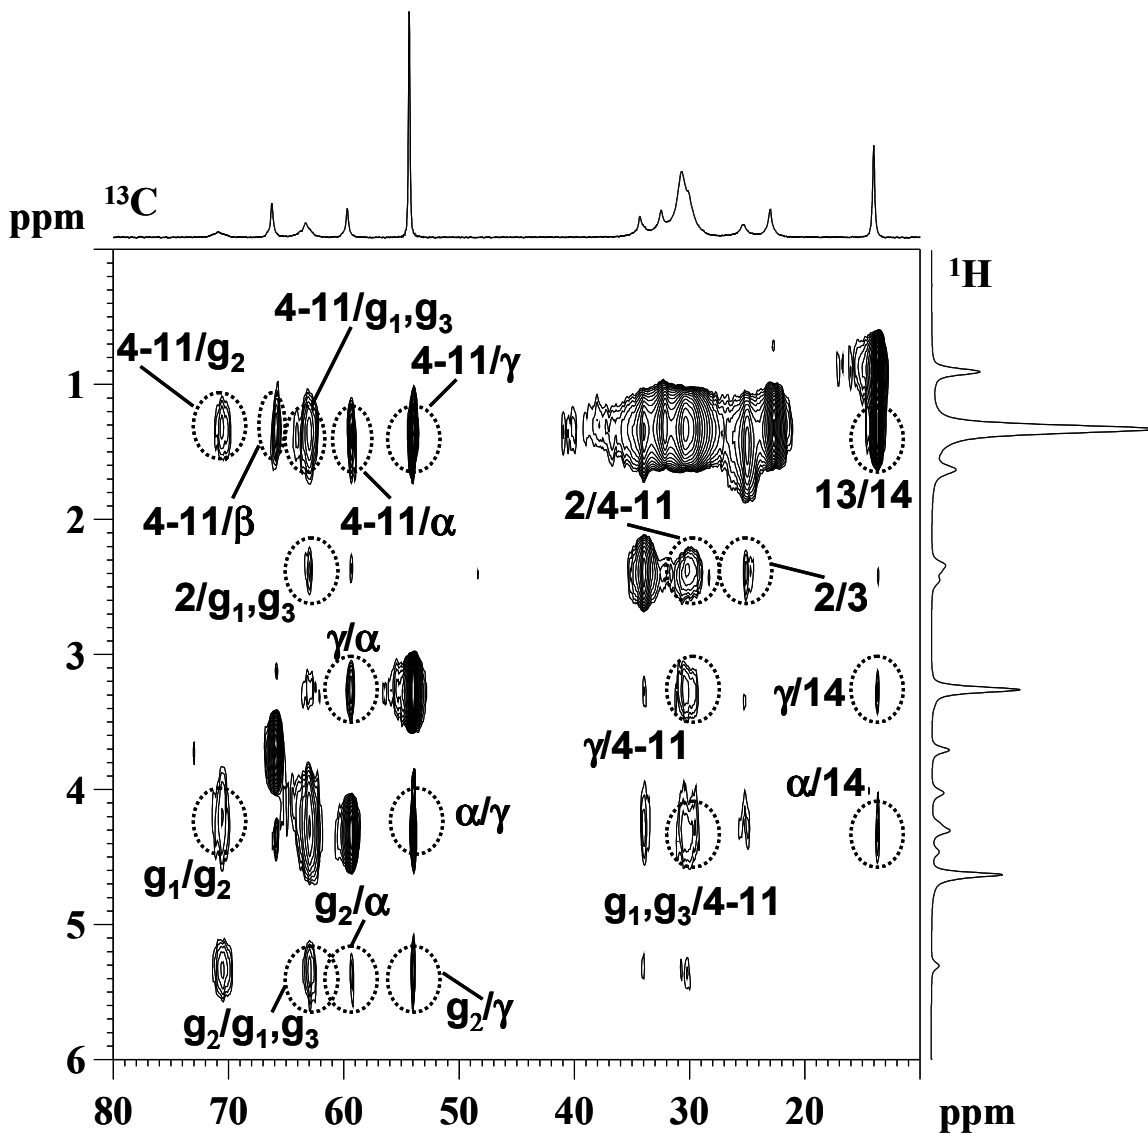 ¹³C
ppm
¹H
4-11/g₁,g₃
4-11/g₂
4-11/γ
1
13/14
2/4-11
4-11/β
4-11/α
2
2/3
2/g₁,g₃
γ/α
3
γ/14
γ/4-11
α/14
4
α/γ
g₁/g₂
g₂/α
g₁,g₃/4-11
5
g₂/γ
g₂/g₁,g₃
6
80 70 60 50 40 30 20 ppm